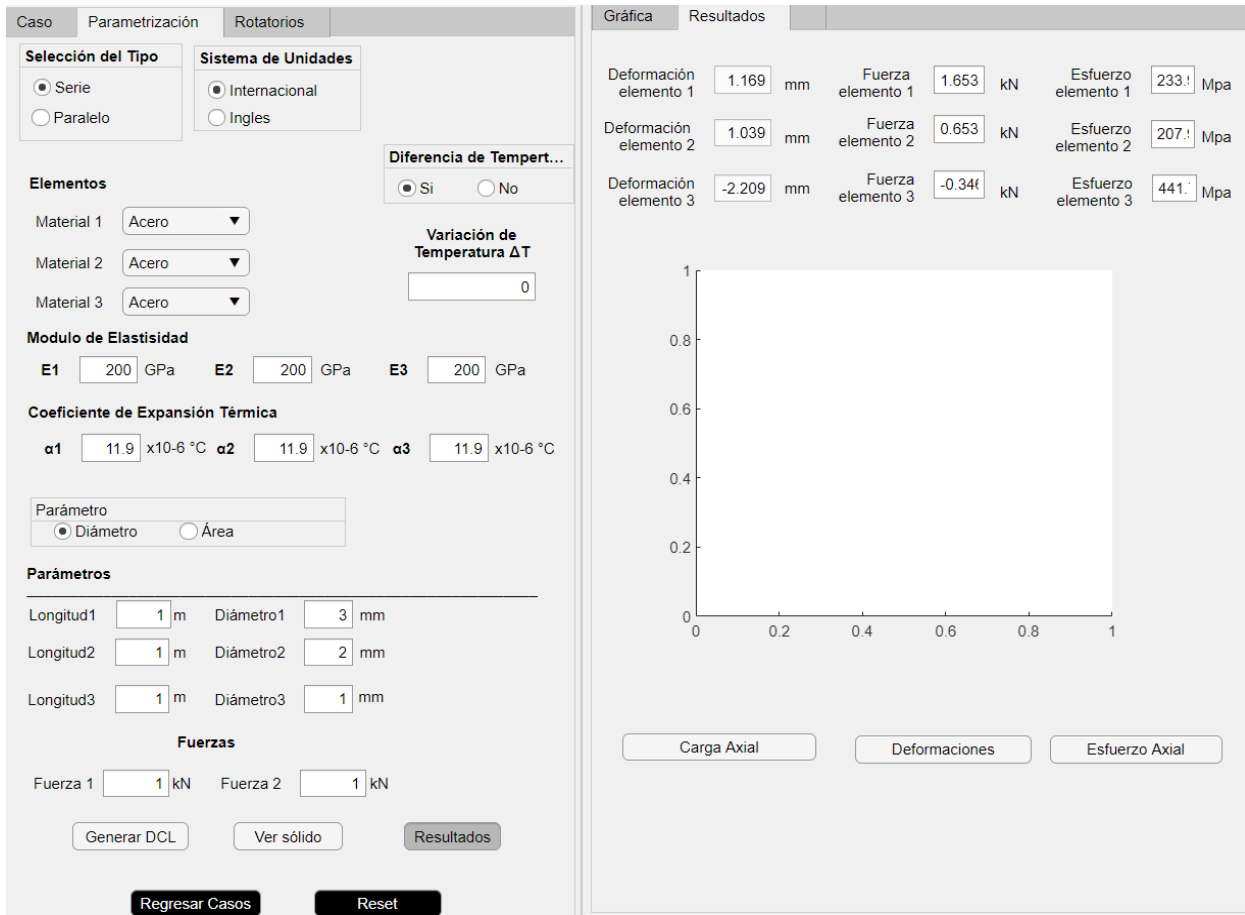 Caso Parametrización Rotatorios
Selección del Tipo
Serie
Paralelo
Sistema de Unidades
Internacional
Ingles
Diferencia de Tempert...
Si No
Elementos
Material 1 Acero
Material 2 Acero
Material 3 Acero
Variación de
Temperatura ΔT
0
Modulo de Elastisidad
E1 200 GPa E2 200 GPa E3 200 GPa
Coeficiente de Expansión Térmica
α1 11.9 x10-6 °C α2 11.9 x10-6 °C α3 11.9 x10-6 °C
Parámetro
Diámetro Área
Parámetros
Longitud1 1 m Diámetro1 3 mm
Longitud2 1 m Diámetro2 2 mm
Longitud3 1 m Diámetro3 1 mm
Fuerzas
Fuerza 1 1 kN Fuerza 2 1 kN
Generar DCL Ver sólido Resultados
Regresar Casos Reset
Gráfica Resultados
Deformación
elemento 1
1.169 mm
Fuerza
elemento 1
1.653 kN
Esfuerzo
elemento 1
233.9 Mpa
Deformación
elemento 2
1.039 mm
Fuerza
elemento 2
0.653 kN
Esfuerzo
elemento 2
207.9 Mpa
Deformación
elemento 3
-2.209 mm
Fuerza
elemento 3
-0.346 kN
Esfuerzo
elemento 3
441. Mpa
1
0.8
0.6
0.4
0.2
0
0 0.2 0.4 0.6 0.8 1
Carga Axial Deformaciones Esfuerzo Axial